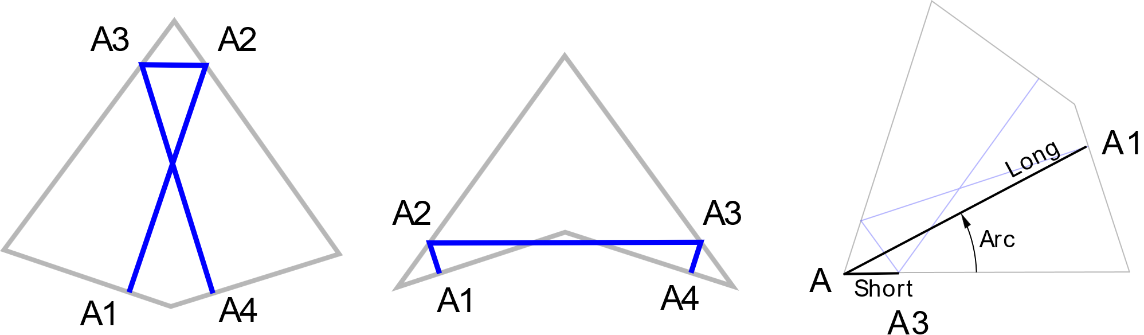 A3 A2
A1 A4
A2 A3
A1 A4
Long A1
Arc
A Short
A3